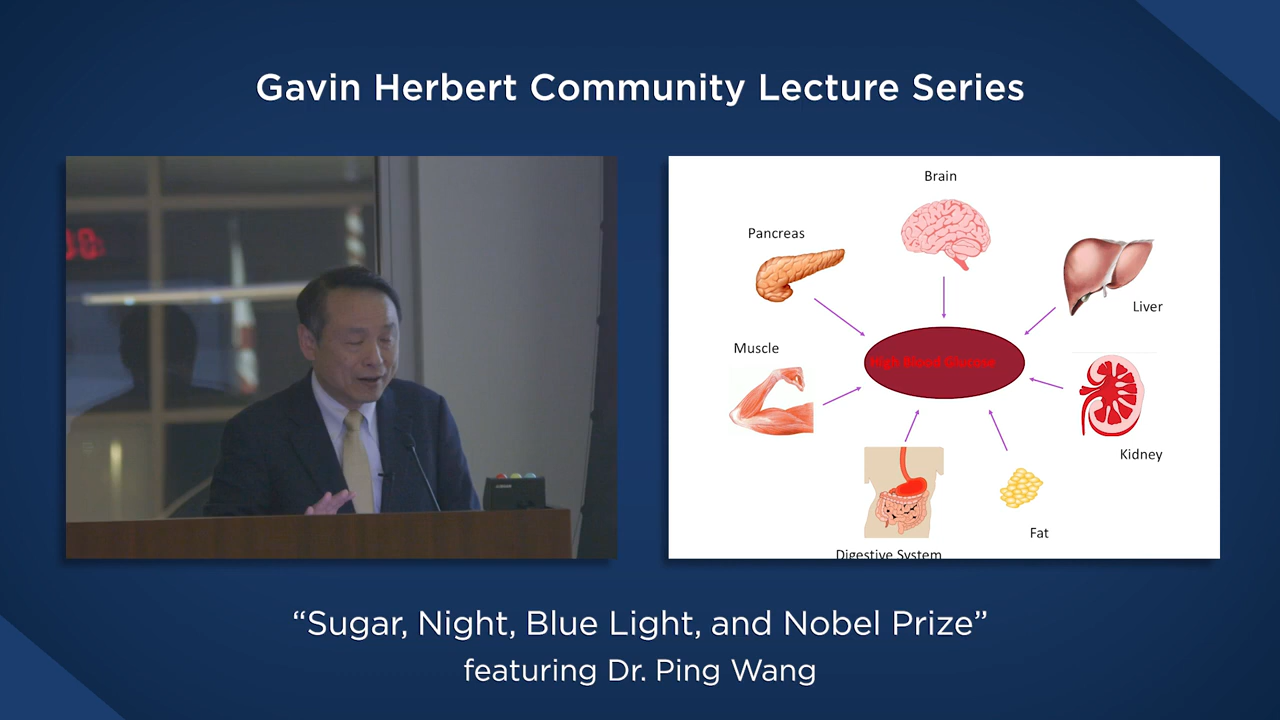 Gavin Herbert Community Lecture Series
Brain
Pancreas
Liver
Muscle
High Blood Glucose
Kidney
Fat
Digestive System
“Sugar, Night, Blue Light, and Nobel Prize”
featuring Dr. Ping Wang